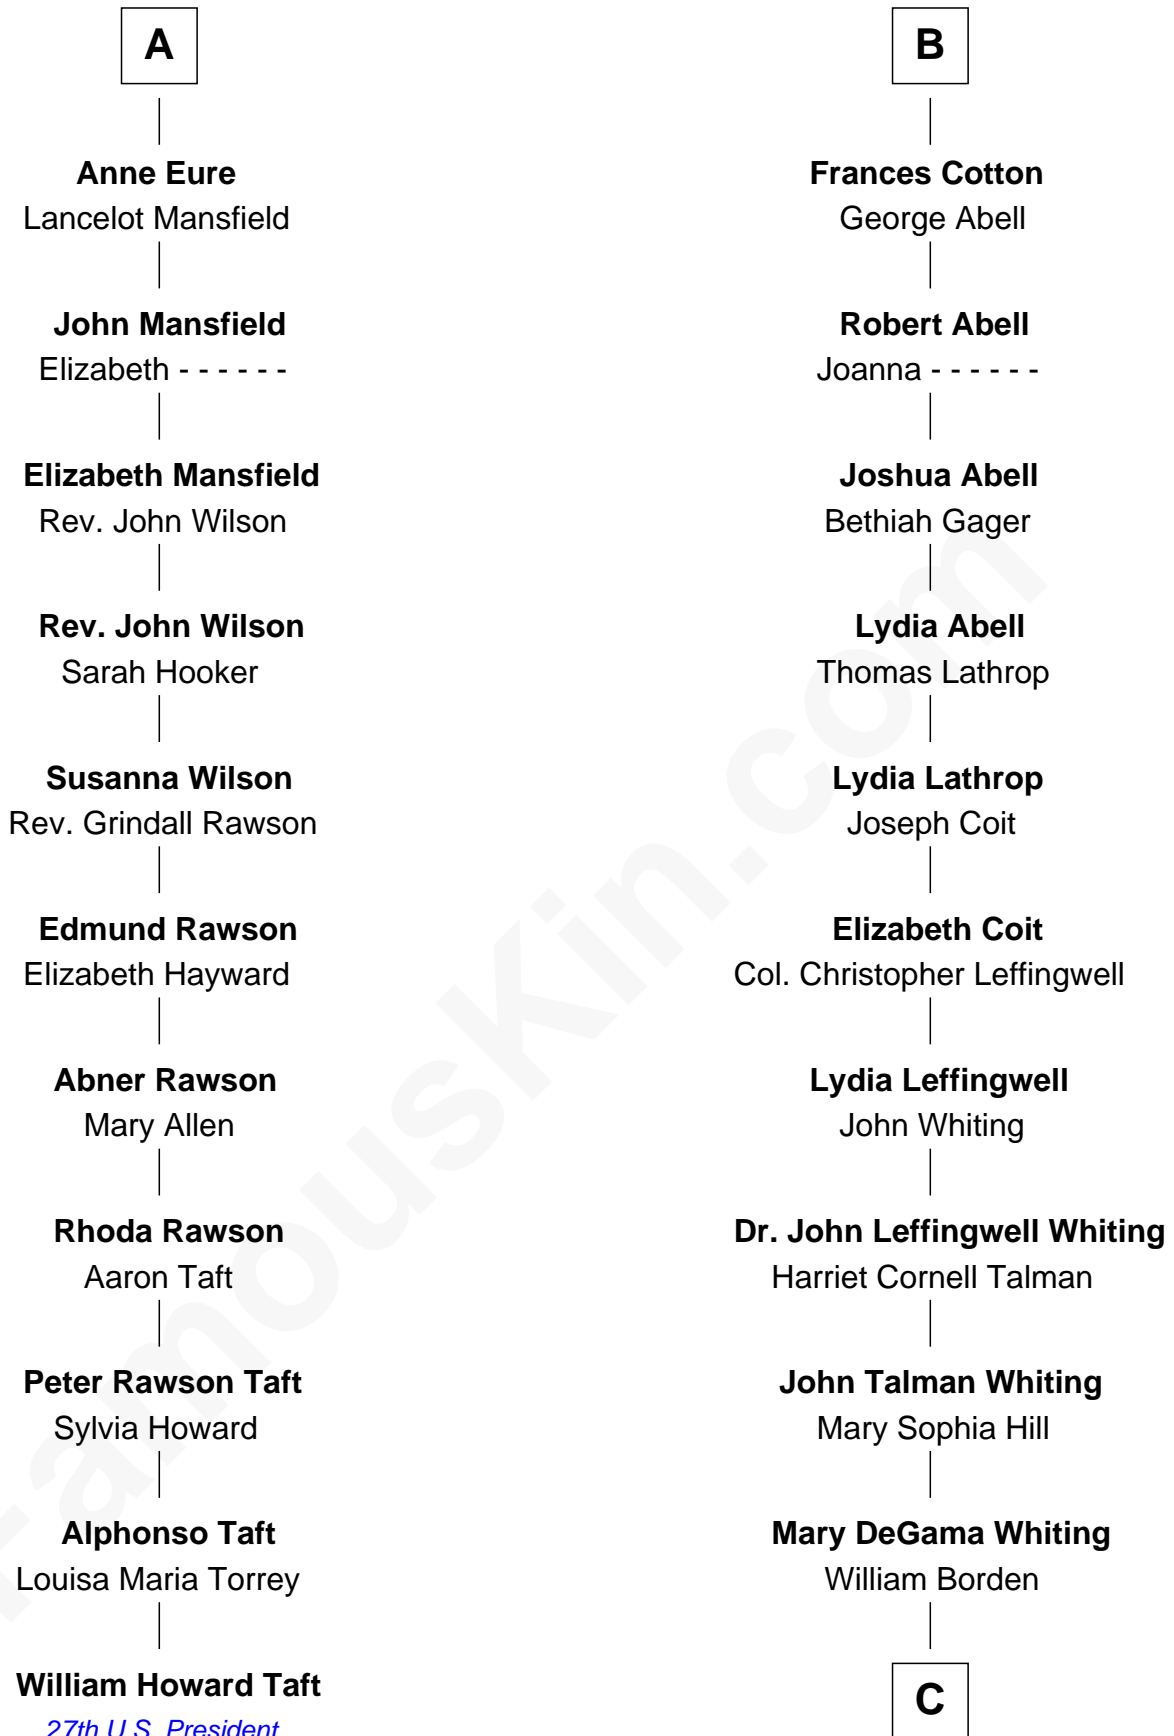 A
Anne Eure
Lancelot Mansfield
John Mansfield
Elizabeth - - - - - -
Elizabeth Mansfield
Rev. John Wilson
Rev. John Wilson
Sarah Hooker
Susanna Wilson
Rev. Grindall Rawson
Edmund Rawson
Elizabeth Hayward
Abner Rawson
Mary Allen
Rhoda Rawson
Aaron Taft
Peter Rawson Taft
Sylvia Howard
Alphonso Taft
Louisa Maria Torrey
William Howard Taft
27th U.S. President
B
Frances Cotton
George Abell
Robert Abell
Joanna - - - - - -
Joshua Abell
Bethiah Gager
Lydia Abell
Thomas Lathrop
Lydia Lathrop
Joseph Coit
Elizabeth Coit
Col. Christopher Leffingwell
Lydia Leffingwell
John Whiting
Dr. John Leffingwell Whiting
Harriet Cornell Talman
John Talman Whiting
Mary Sophia Hill
Mary DeGama Whiting
William Borden
C
FamousKin.com